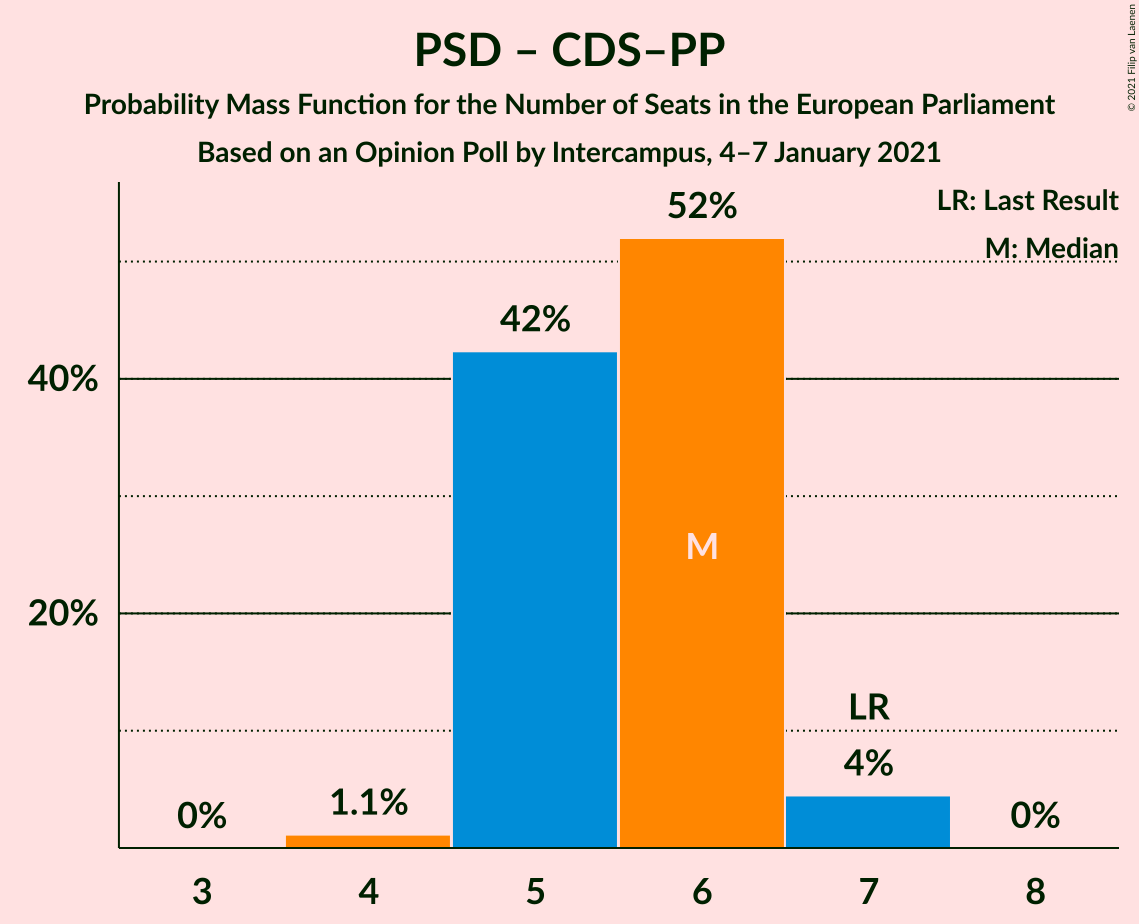 PSD – CDS–PP
Probability Mass Function for the Number of Seats in the European Parliament
Based on an Opinion Poll by Intercampus, 4–7 January 2021
© 2021 Filip van Laenen
LR: Last Result
M: Median
52%
42%
40%
M
20%
LR
4%
1.1%
0%
0%
3 4 5 6 7 8